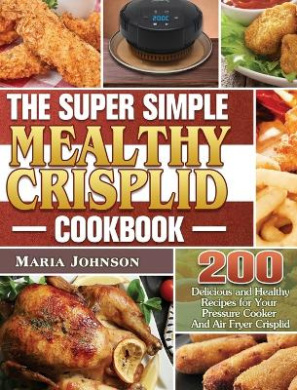 200C
THE SUPER SIMPLE
MEALTHY
CRISPLID
COOKBOOK
MARIA JOHNSON
200
Delicious and Healthy
Recipes for Your
Pressure Cooker
And Air Fryer Crisplid